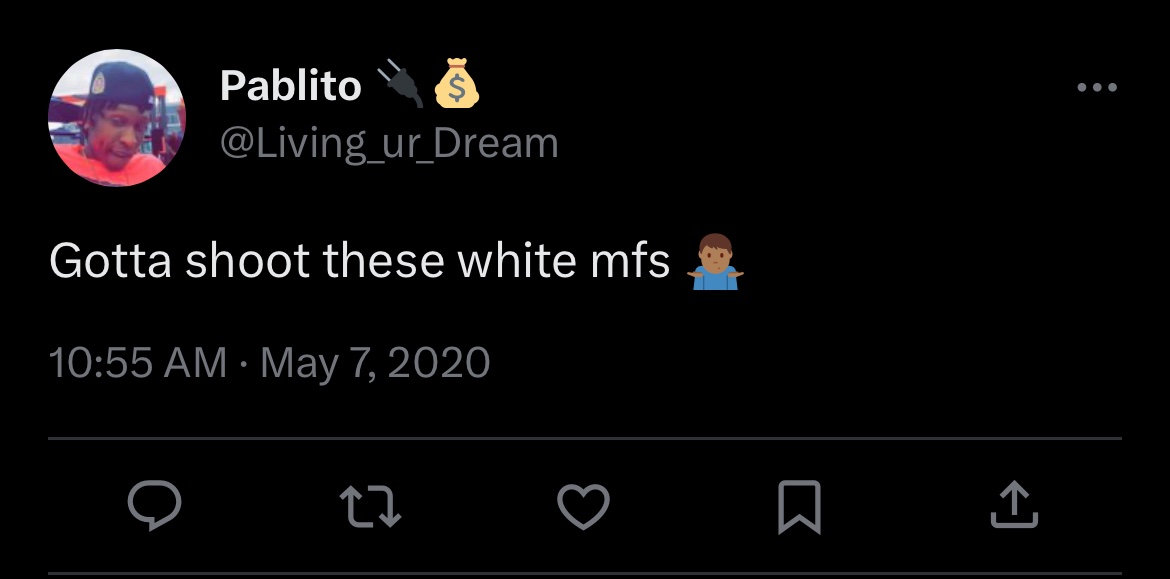 Pablito 🔌💰
@Living_ur_Dream
Gotta shoot these white mfs 🤷🏾‍♂️
10:55 AM · May 7, 2020